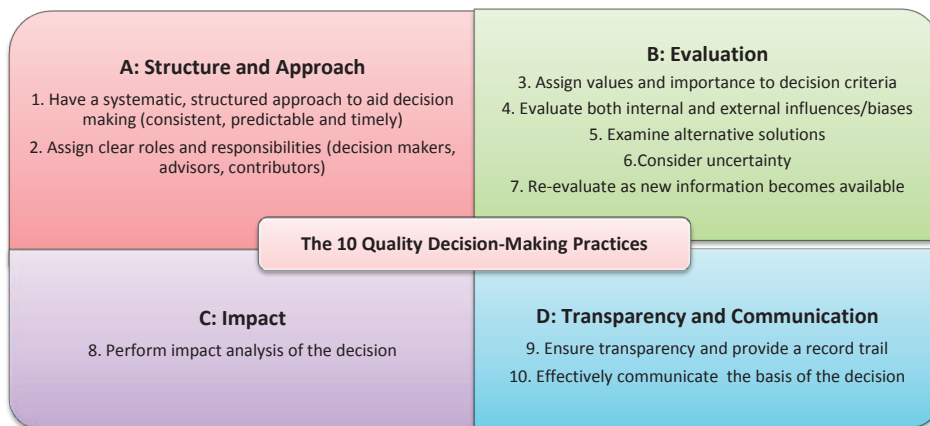 A: Structure and Approach
1. Have a systematic, structured approach to aid decision
making (consistent, predictable and timely)
2. Assign clear roles and responsibilities (decision makers,
advisors, contributors)
B: Evaluation
3. Assign values and importance to decision criteria
4. Evaluate both internal and external influences/biases
5. Examine alternative solutions
6.Consider uncertainty
7. Re-evaluate as new information becomes available
The 10 Quality Decision-Making Practices
C: Impact
8. Perform impact analysis of the decision
D: Transparency and Communication
9. Ensure transparency and provide a record trail
10. Effectively communicate the basis of the decision